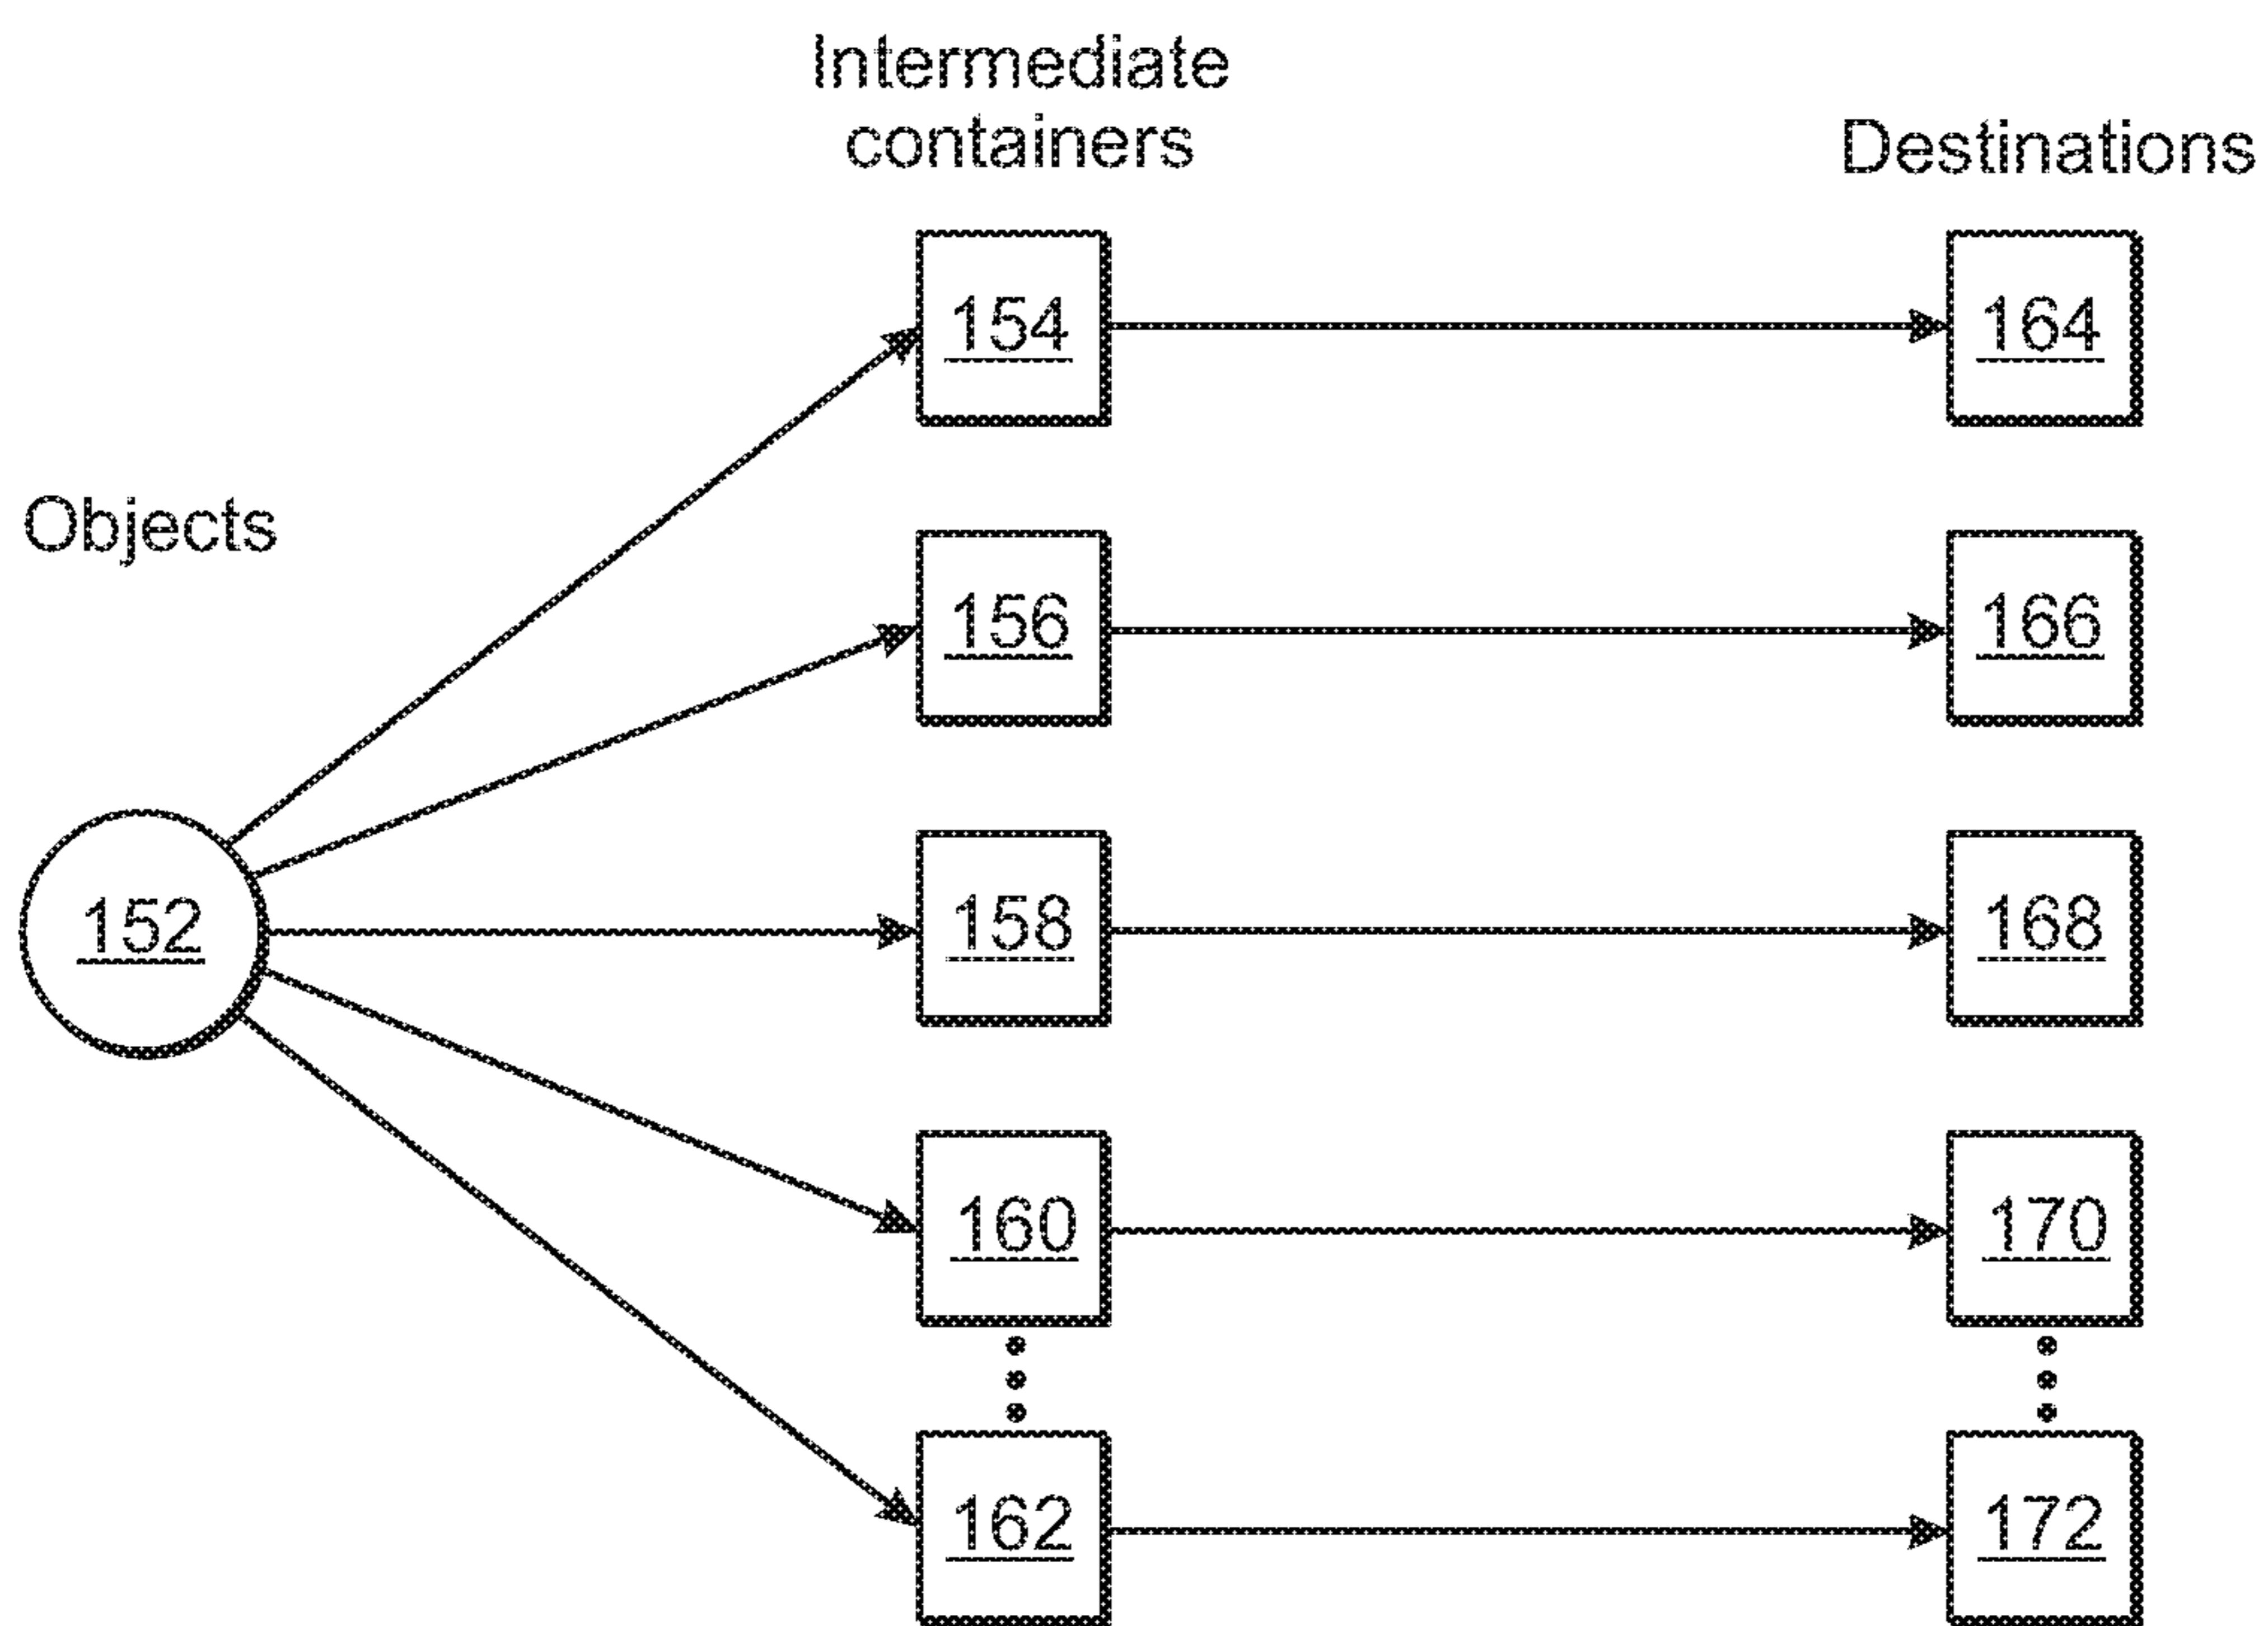 Intermediate
containers
Destinations
154
164
Objects
156
166
152
158
168
160
170
162
172